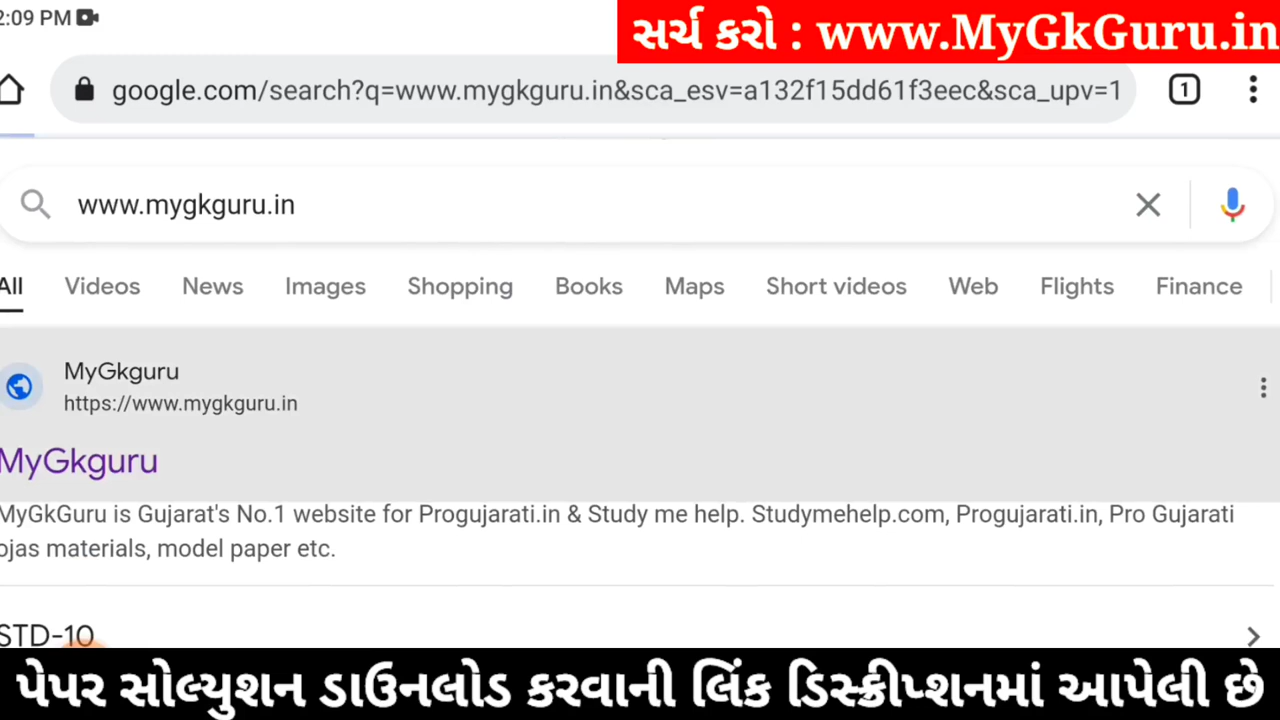 2:09 PM
સર્ચ કરો : www.MyGkGuru.in
google.com/search?q=www.mygkguru.in&sca_esv=a132f15dd61f3eec&sca_upv=1
1
www.mygkguru.in
All Videos News Images Shopping Books Maps Short videos Web Flights Finance
MyGkguru
https://www.mygkguru.in
MyGkguru
MyGkGuru is Gujarat's No.1 website for Progujarati.in & Study me help. Studymehelp.com, Progujarati.in, Pro Gujarati
ojas materials, model paper etc.
STD-10
પેપર સોલ્યુશન ડાઉનલોડ કરવાની લિંક ડિસ્ક્રીપ્શનમાં આપેલી છે